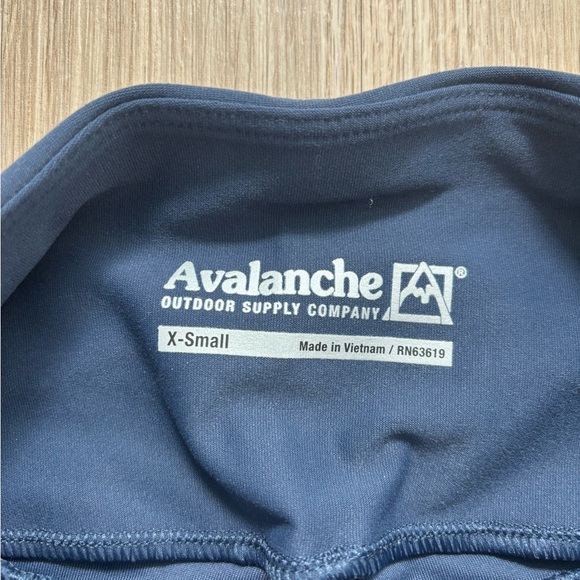 Avalanche ®
OUTDOOR SUPPLY COMPANY
X-Small Made in Vietnam / RN63619